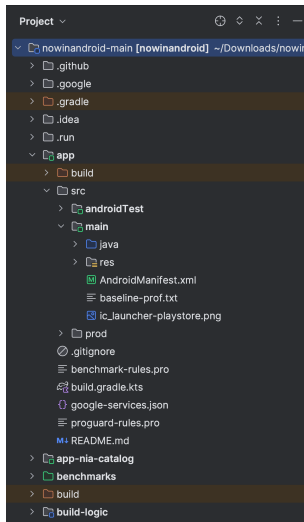 Project
nowinandroid-main [nowinandroid] ~/Downloads/nowin
.github
.google
.gradle
.idea
.run
app
build
src
androidTest
main
java
res
AndroidManifest.xml
baseline-prof.txt
ic_launcher-playstore.png
prod
.gitignore
benchmark-rules.pro
build.gradle.kts
google-services.json
proguard-rules.pro
M↓ README.md
app-nia-catalog
benchmarks
build
build-logic